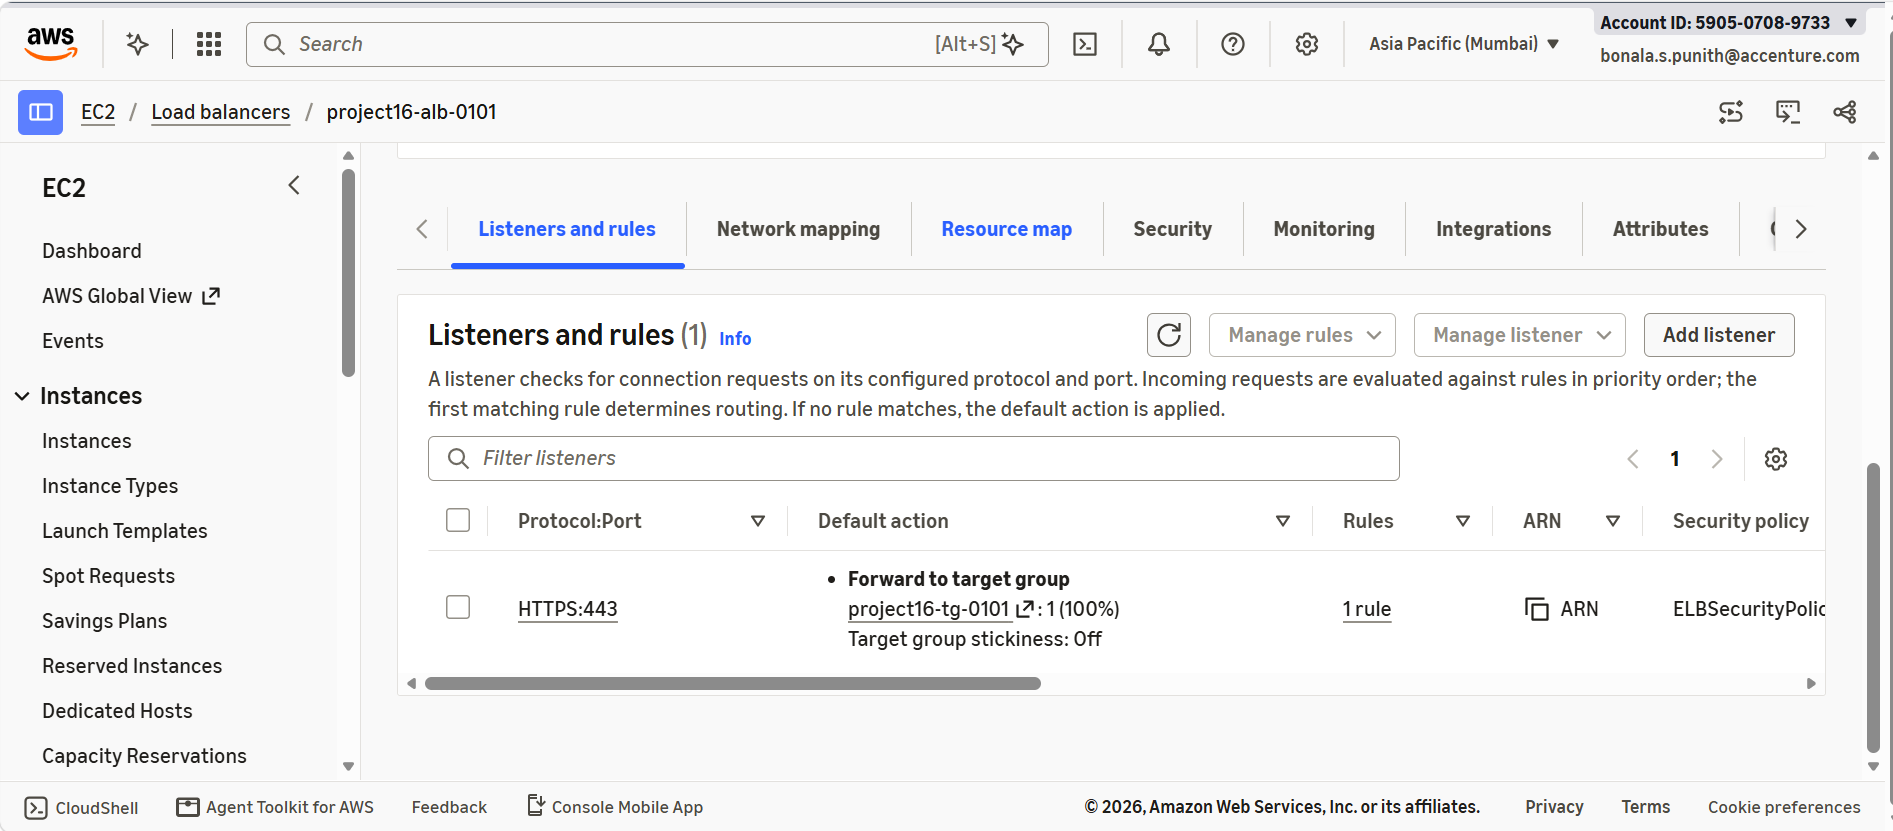 aws
Search
[Alt+S]
Asia Pacific (Mumbai)
Account ID: 5905-0708-9733
bonala.s.punith@accenture.com
EC2 / Load balancers / project16-alb-0101
EC2
Dashboard
AWS Global View
Events
Instances
Instances
Instance Types
Launch Templates
Spot Requests
Savings Plans
Reserved Instances
Dedicated Hosts
Capacity Reservations
Listeners and rules
Network mapping
Resource map
Security
Monitoring
Integrations
Attributes
Listeners and rules (1) Info
Manage rules
Manage listener
Add listener
A listener checks for connection requests on its configured protocol and port. Incoming requests are evaluated against rules in priority order; the
first matching rule determines routing. If no rule matches, the default action is applied.
Filter listeners
1
Protocol:Port
Default action
Rules
ARN
Security policy
HTTPS:443
• Forward to target group
project16-tg-0101 : 1 (100%)
Target group stickiness: Off
1 rule
ARN
ELBSecurityPolic
CloudShell
Agent Toolkit for AWS
Feedback
Console Mobile App
© 2026, Amazon Web Services, Inc. or its affiliates.
Privacy
Terms
Cookie preferences